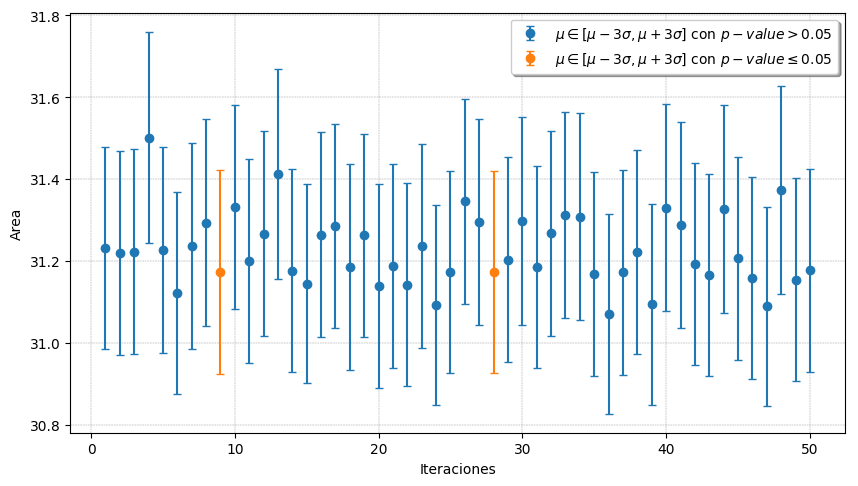 31.8
31.6
31.4
31.2
31.0
30.8
Area
μ ∈ [μ − 3σ, μ + 3σ] con p − value > 0.05
μ ∈ [μ − 3σ, μ + 3σ] con p − value ≤ 0.05
0 10 20 30 40 50
Iteraciones